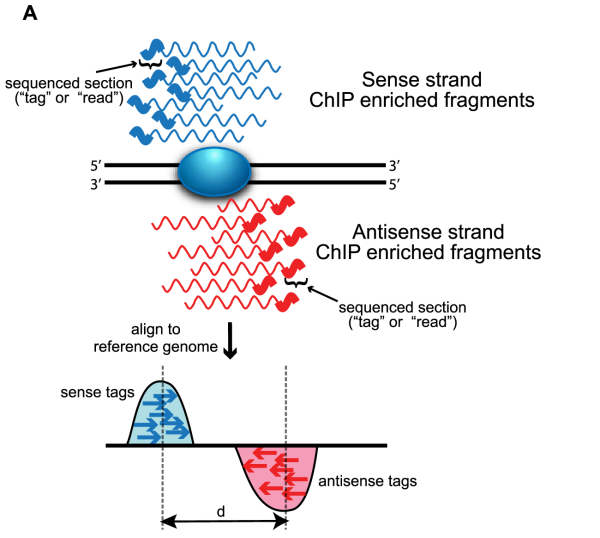 A
sequenced section
("tag" or "read")
Sense strand
ChIP enriched fragments
5′ 3′
3′ 5′
Antisense strand
ChIP enriched fragments
sequenced section
("tag" or "read")
align to
reference genome
sense tags
antisense tags
d